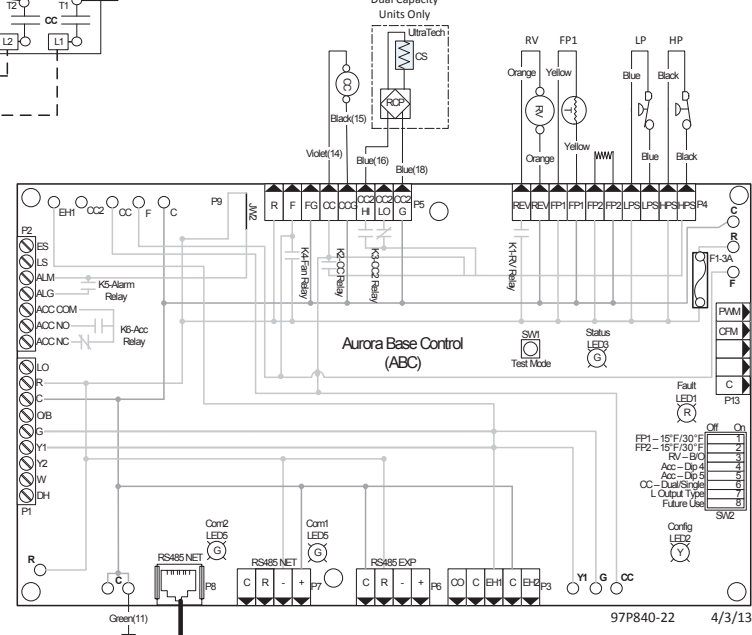 Dual Capacity
Units Only
T2
T1
CC
L2
L1
UltraTech
CS
RCP
CC
Black(15)
Violet(14)
Blue(16)
Blue(18)
RV
FP1
LP
HP
Orange
Yellow
Blue
Black
RV
T
Orange
Yellow
Blue
Black
EH1
CC2
CC
F
C
P9
JW2
R
F
FG
CC
CCG
CC2 HI
CC2 LO
CC2 G
P5
REV
REV
FP1
FP1
FP2
FP2
LPS
LPS
HPS
HPS
P4
C
R
F1-3A
F
P2
ES
LS
ALM
ALG
ACC COM
ACC NO
ACC NC
K5-Alarm
Relay
K6-Acc
Relay
K4-Fan Relay
K2-CC Relay
K3-CC2 Relay
K1-RV Relay
PWM
CFM
C
P13
Aurora Base Control
(ABC)
SW1
Test Mode
Status
LED3
G
Fault
LED1
R
LO
R
C
O/B
G
Y1
Y2
W
DH
P1
Off On
FP1 – 15°F/30°F 1
FP2 – 15°F/30°F 2
RV – B/O 3
Acc – Dip 4 4
Acc – Dip 5 5
CC – Dual/Single 6
L Output Type 7
Future Use 8
SW2
Config
LED2
Y
Com2
LED5
G
Com1
LED5
G
R
C
RS485 NET
P8
RS485 NET
C
R
-
+
P7
RS485 EXP
C
R
-
+
P6
CO
C
EH1
C
EH2
P3
Y1
G
CC
Green(11)
97P840-22 4/3/13